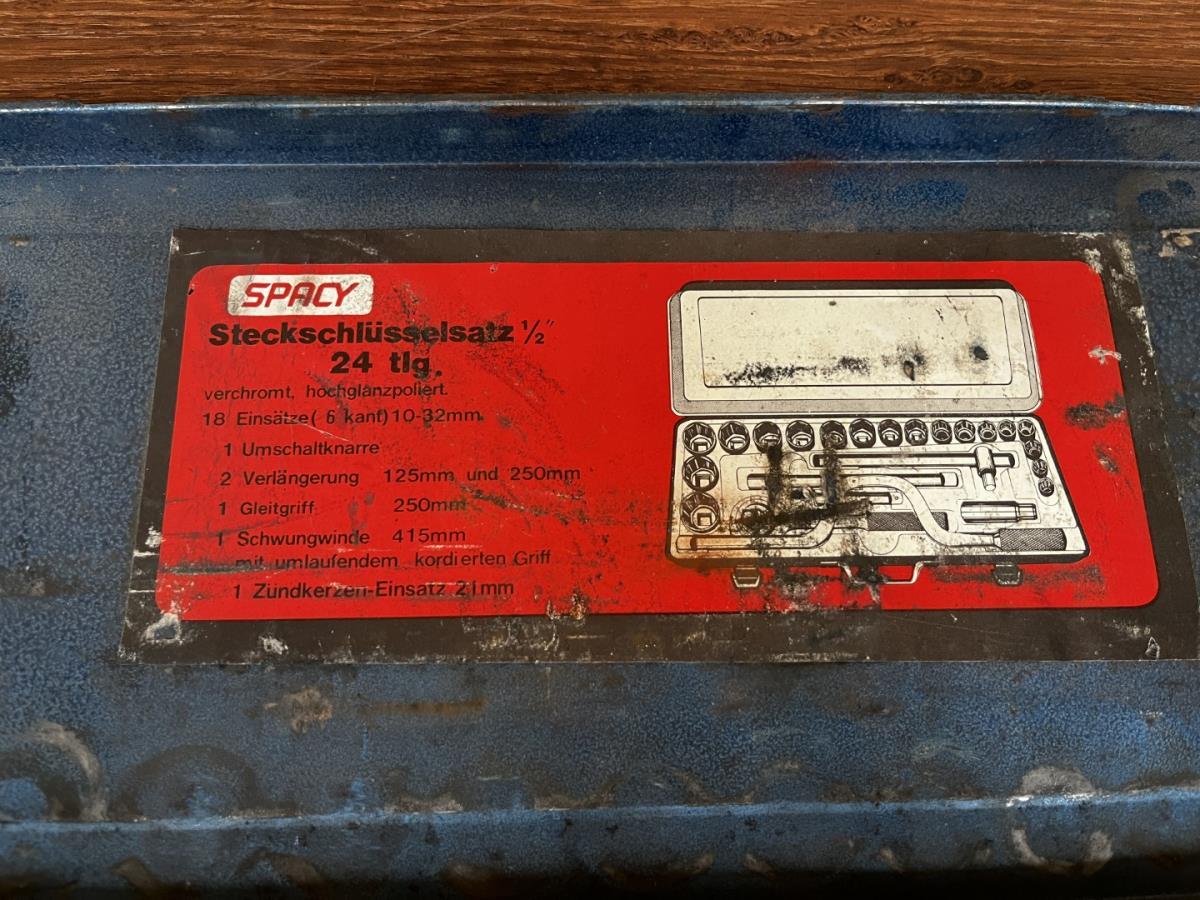 SPACY
Steckschlüsselsatz 1/2"
24 tlg.
verchromt, hochglanzpoliert.
18 Einsätze( 6 kant) 10-32mm
1 Umschaltknarre
2 Verlängerung 125mm und 250mm
1 Gleitgriff 250mm
1 Schwungwinde 415mm
mit umlaufendem kordierten Griff
1 Zündkerzen-Einsatz 21mm